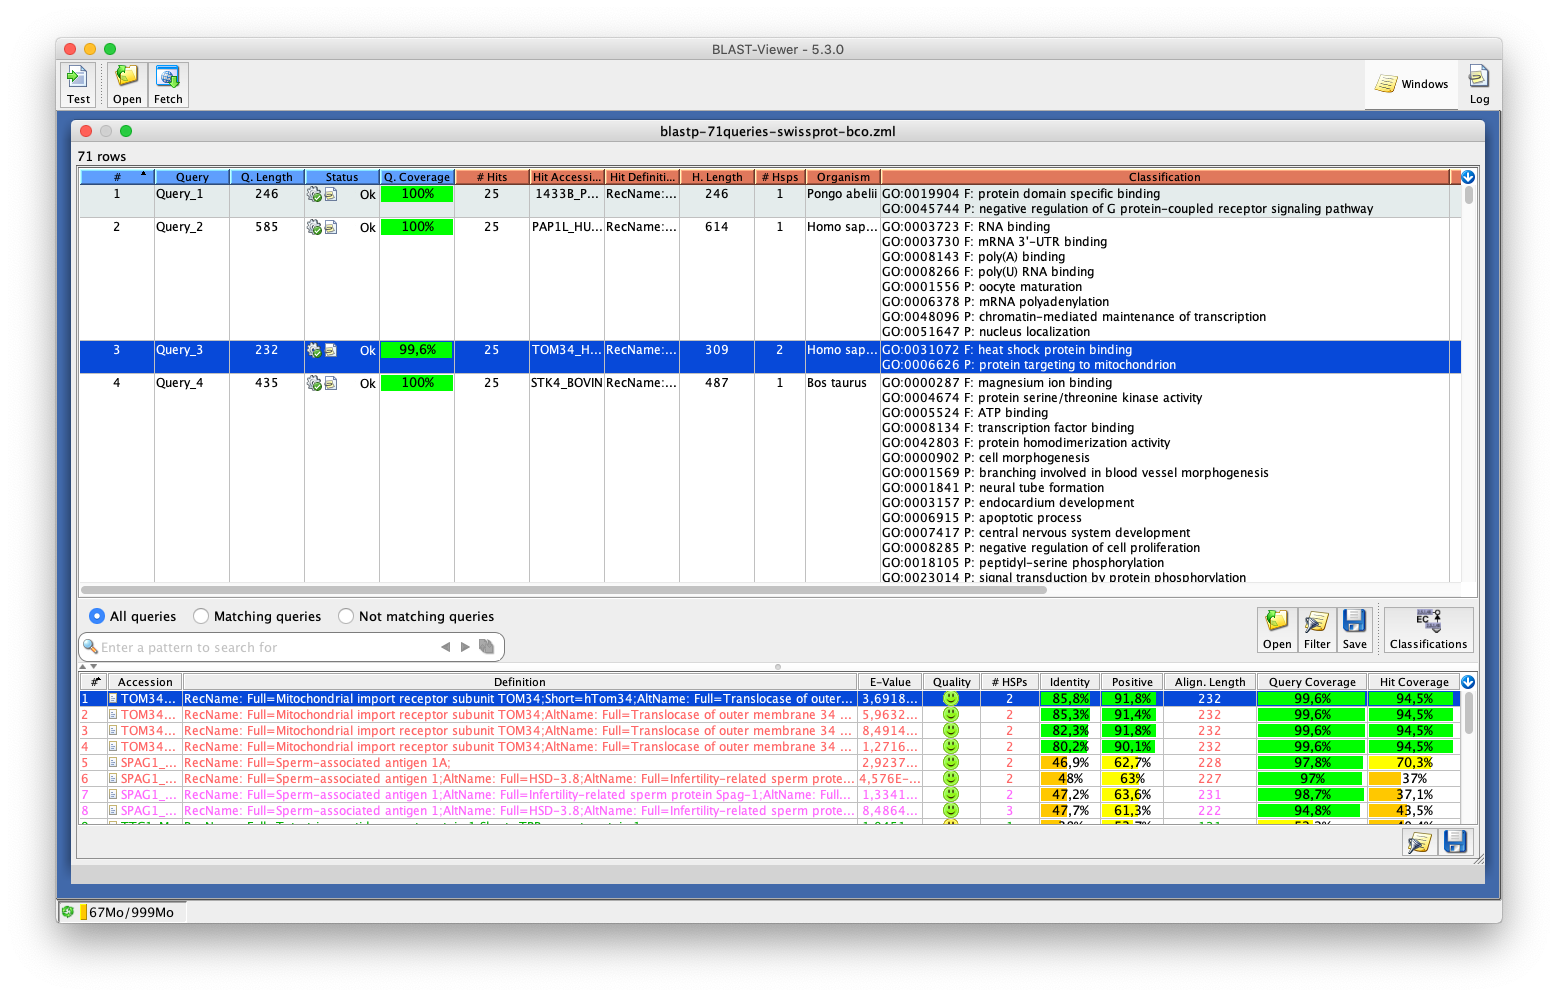 BLAST-Viewer - 5.3.0
Test Open Fetch Windows Log
blastp-71queries-swissprot-bco.zml
71 rows
# Query Q. Length Status Q. Coverage # Hits Hit Accessi... Hit Definiti... H. Length # Hsps Organism Classification
1 Query_1 246 Ok 100% 25 1433B_P... RecName:... 246 1 Pongo abelii GO:0019904 F: protein domain specific binding
GO:0045744 P: negative regulation of G protein-coupled receptor signaling pathway
2 Query_2 585 Ok 100% 25 PAP1L_HU... RecName:... 614 1 Homo sap... GO:0003723 F: RNA binding
GO:0003730 F: mRNA 3'-UTR binding
GO:0008143 F: poly(A) binding
GO:0008266 F: poly(U) RNA binding
GO:0001556 P: oocyte maturation
GO:0006378 P: mRNA polyadenylation
GO:0048096 P: chromatin-mediated maintenance of transcription
GO:0051647 P: nucleus localization
3 Query_3 232 Ok 99,6% 25 TOM34_H... RecName:... 309 2 Homo sap... GO:0031072 F: heat shock protein binding
GO:0006626 P: protein targeting to mitochondrion
4 Query_4 435 Ok 100% 25 STK4_BOVIN RecName:... 487 1 Bos taurus GO:0000287 F: magnesium ion binding
GO:0004674 F: protein serine/threonine kinase activity
GO:0005524 F: ATP binding
GO:0008134 F: transcription factor binding
GO:0042803 F: protein homodimerization activity
GO:0000902 P: cell morphogenesis
GO:0001569 P: branching involved in blood vessel morphogenesis
GO:0001841 P: neural tube formation
GO:0003157 P: endocardium development
GO:0006915 P: apoptotic process
GO:0007417 P: central nervous system development
GO:0008285 P: negative regulation of cell proliferation
GO:0018105 P: peptidyl-serine phosphorylation
GO:0023014 P: signal transduction by protein phosphorylation
All queries Matching queries Not matching queries
Enter a pattern to search for
Open Filter Save EC Classifications
# Accession Definition E-Value Quality # HSPs Identity Positive Align. Length Query Coverage Hit Coverage
1 TOM34... RecName: Full=Mitochondrial import receptor subunit TOM34;Short=hTom34;AltName: Full=Translocase of outer... 3,6918... 2 85,8% 91,8% 232 99,6% 94,5%
2 TOM34... RecName: Full=Mitochondrial import receptor subunit TOM34;AltName: Full=Translocase of outer membrane 34 ... 5,9632... 2 85,3% 91,4% 232 99,6% 94,5%
3 TOM34... RecName: Full=Mitochondrial import receptor subunit TOM34;AltName: Full=Translocase of outer membrane 34 ... 8,4914... 2 82,3% 91,8% 232 99,6% 94,5%
4 TOM34... RecName: Full=Mitochondrial import receptor subunit TOM34;AltName: Full=Translocase of outer membrane 34 ... 1,2716... 2 80,2% 90,1% 232 99,6% 94,5%
5 SPAG1_... RecName: Full=Sperm-associated antigen 1A; 2,9237... 2 46,9% 62,7% 228 97,8% 70,3%
6 SPAG1_... RecName: Full=Sperm-associated antigen 1;AltName: Full=HSD-3.8;AltName: Full=Infertility-related sperm prote... 4,576E-... 2 48% 63% 227 97% 37%
7 SPAG1_... RecName: Full=Sperm-associated antigen 1;AltName: Full=Infertility-related sperm protein Spag-1;AltName: Full... 1,3341... 2 47,2% 63,6% 231 98,7% 37,1%
8 SPAG1_... RecName: Full=Sperm-associated antigen 1;AltName: Full=HSD-3.8;AltName: Full=Infertility-related sperm prote... 8,4864... 3 47,7% 61,3% 222 94,8% 43,5%
67Mo/999Mo